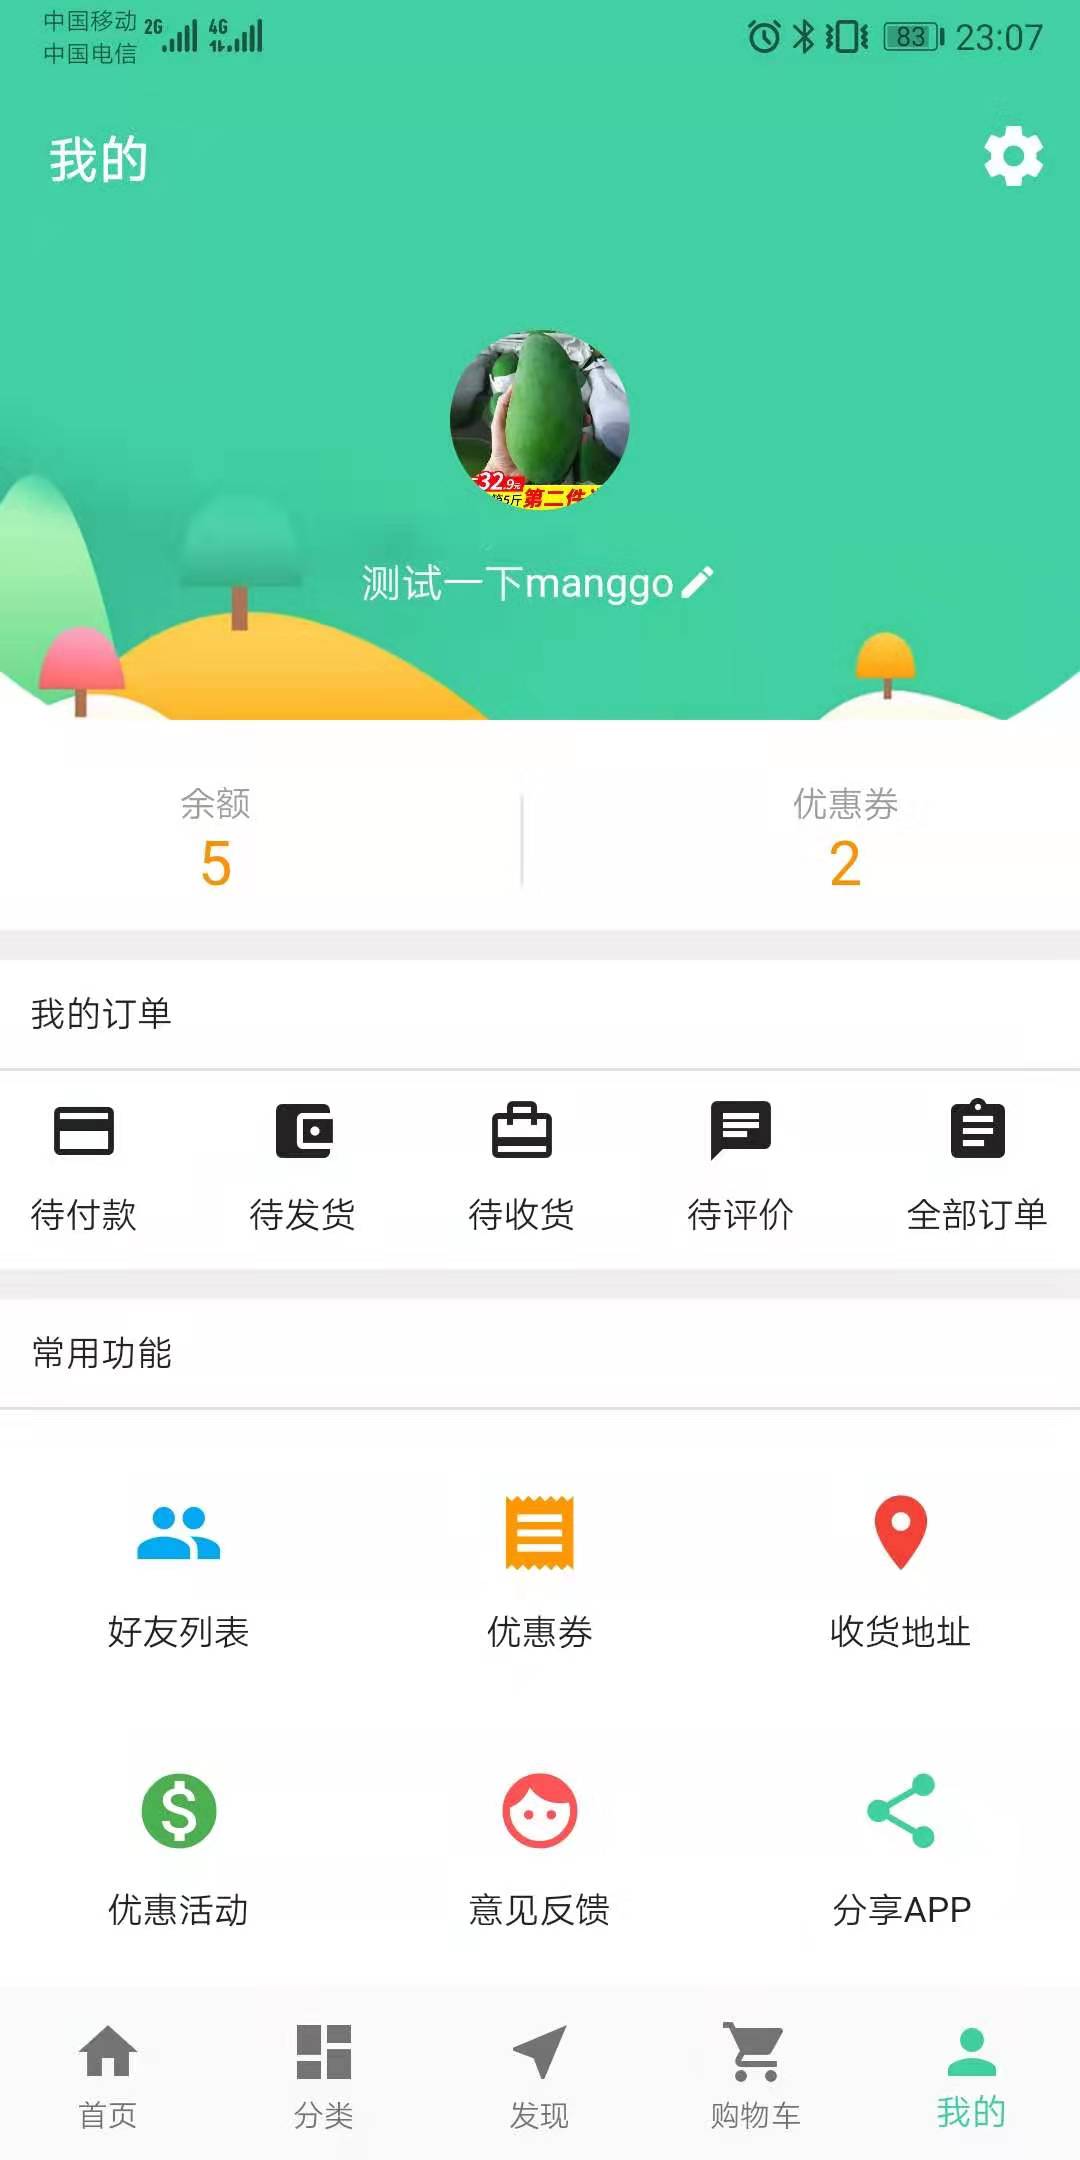 中国移动 2G 4G
中国电信
83 23:07
我的
32.9元
第5斤 第二件
测试一下manggo
余额
5
优惠券
2
我的订单
待付款 待发货 待收货 待评价 全部订单
常用功能
好友列表 优惠券 收货地址
优惠活动 意见反馈 分享APP
首页 分类 发现 购物车 我的